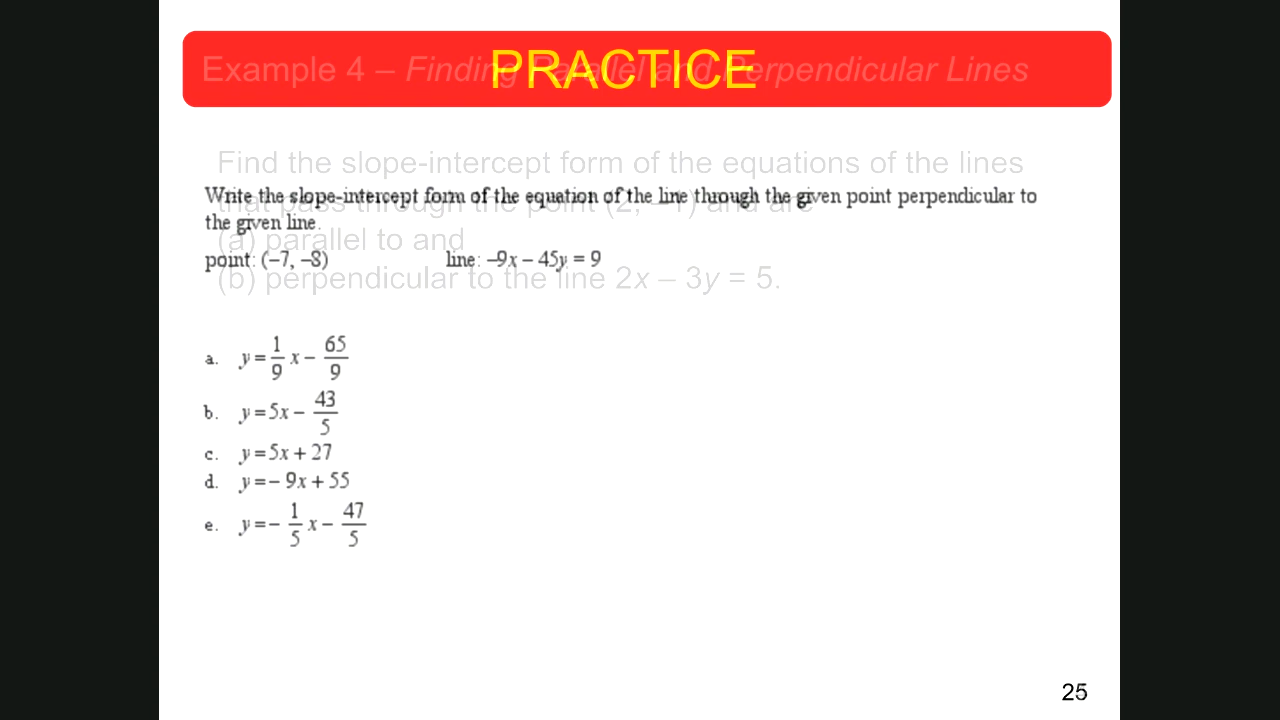 PRACTICE
Example 4 – Finding Parallel and Perpendicular Lines
Find the slope-intercept form of the equations of the lines
that pass through the point (2, –1) and are
(a) parallel to and
(b) perpendicular to the line 2x – 3y = 5.
Write the slope-intercept form of the equation of the line through the given point perpendicular to
the given line.
point: (–7, –8) line: –9x – 45y = 9
a. y = 1/9 x – 65/9
b. y = 5x – 43/5
c. y = 5x + 27
d. y = – 9x + 55
e. y = – 1/5 x – 47/5
25